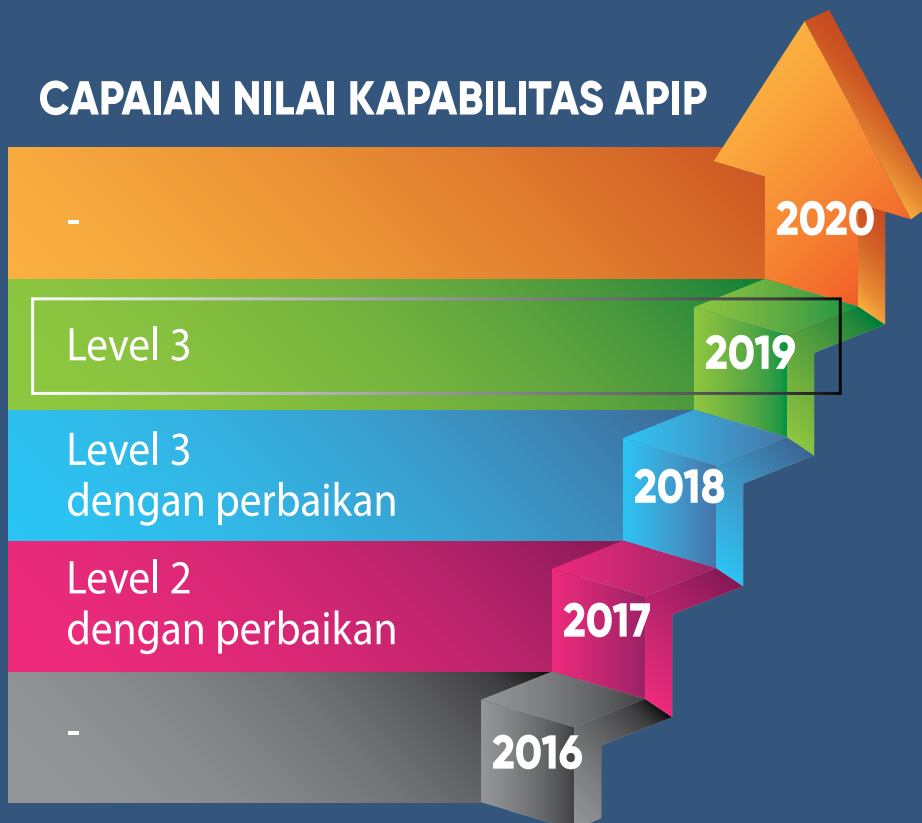 CAPAIAN NILAI KAPABILITAS APIP
-
2020
Level 3
2019
Level 3
dengan perbaikan
2018
Level 2
dengan perbaikan
2017
-
2016